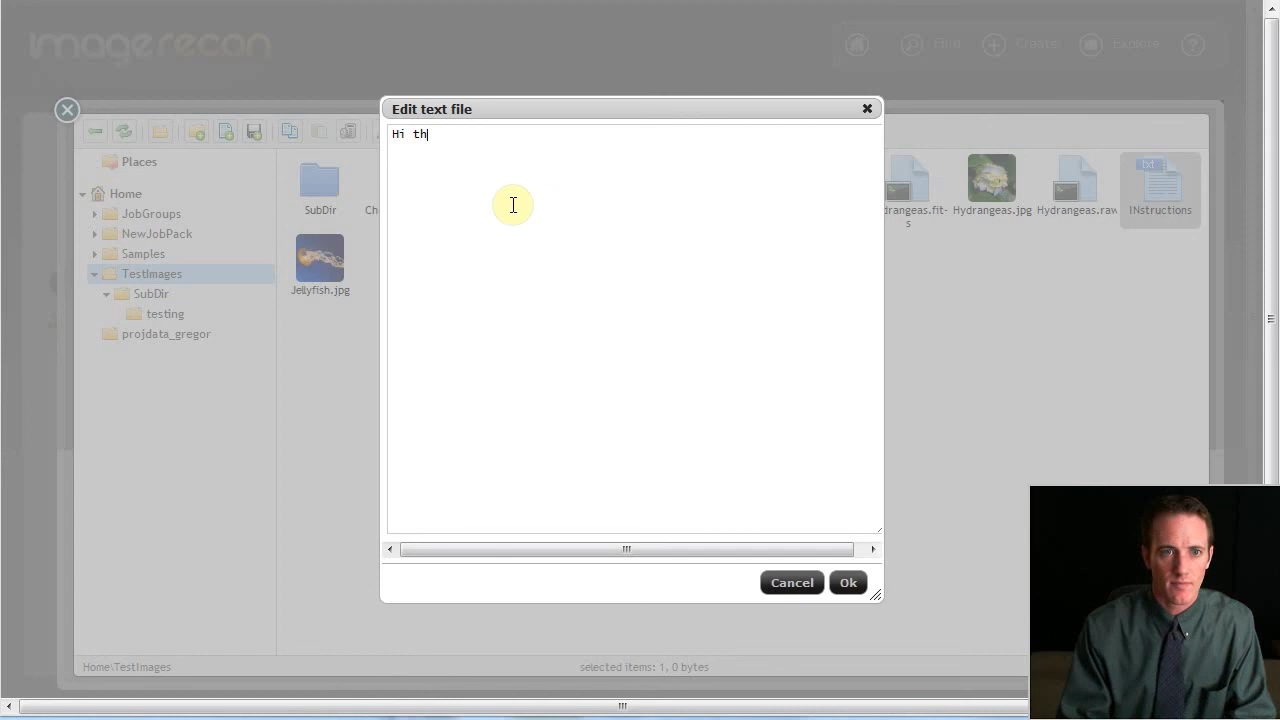 imagerecon
Find
Create
Explore
?
Edit text file
Hi th
Places
Home
JobGroups
NewJobPack
Samples
TestImages
SubDir
testing
projdata_gregor
SubDir
Ch
drangeas.fit-
s
Hydrangeas.jpg
Hydrangeas.raw
txt
INstructions
Jellyfish.jpg
Cancel
Ok
Home\TestImages
selected items: 1, 0 bytes